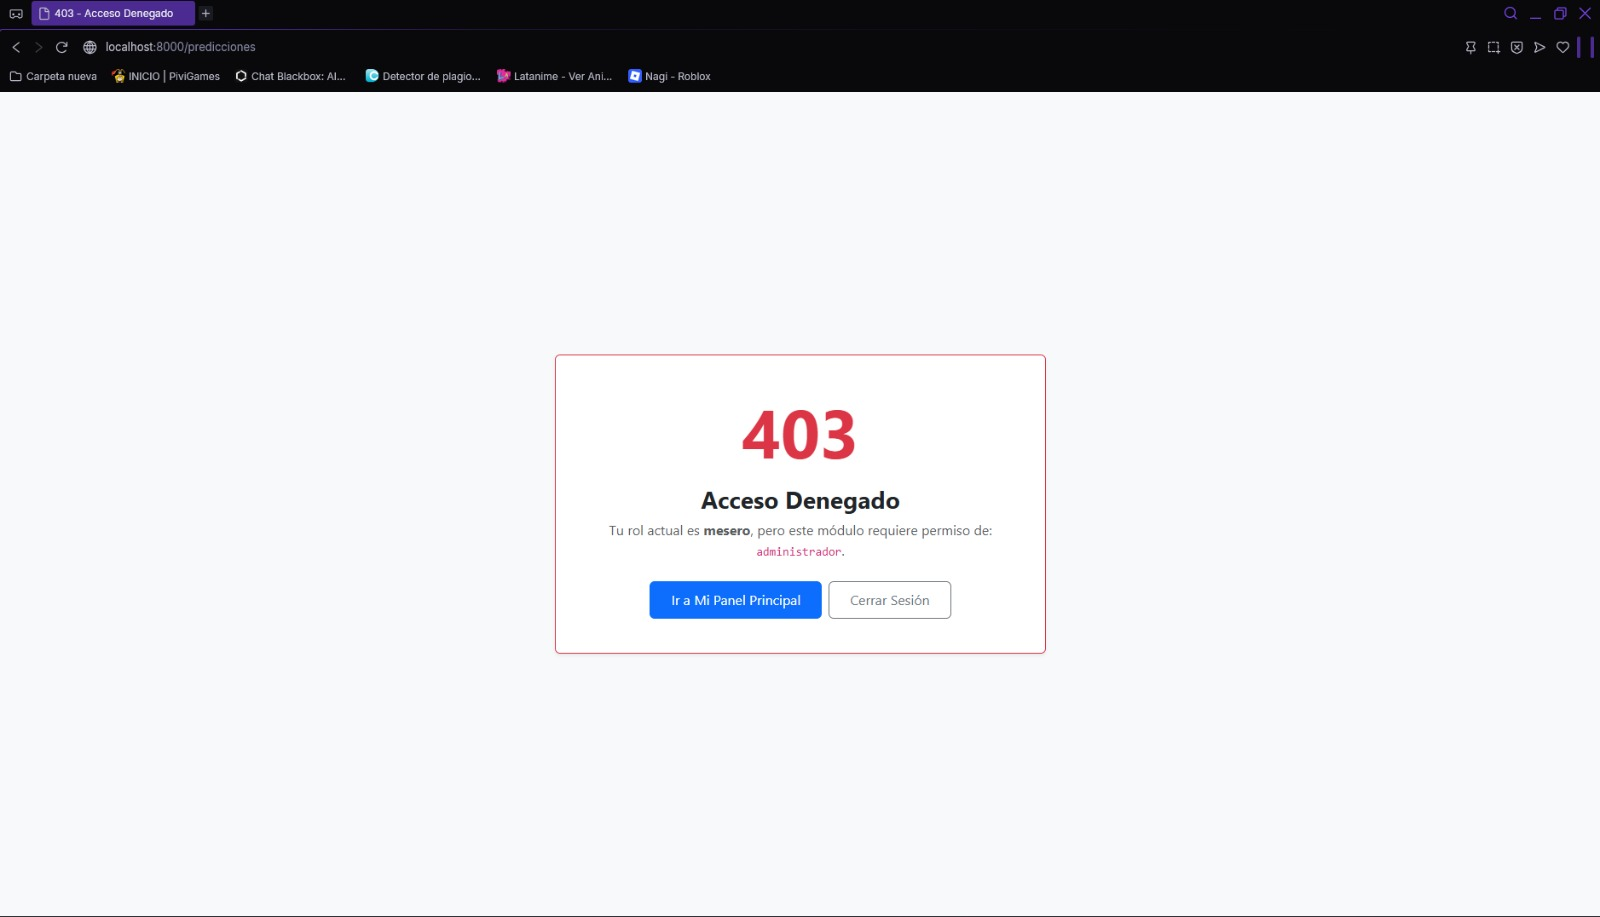 403 - Acceso Denegado
localhost:8000/predicciones
Carpeta nueva
INICIO | PiviGames
Chat Blackbox: AI...
Detector de plagio...
Latanime - Ver Ani...
Nagi - Roblox
403
Acceso Denegado
Tu rol actual es mesero, pero este módulo requiere permiso de:
administrador.
Ir a Mi Panel Principal
Cerrar Sesión